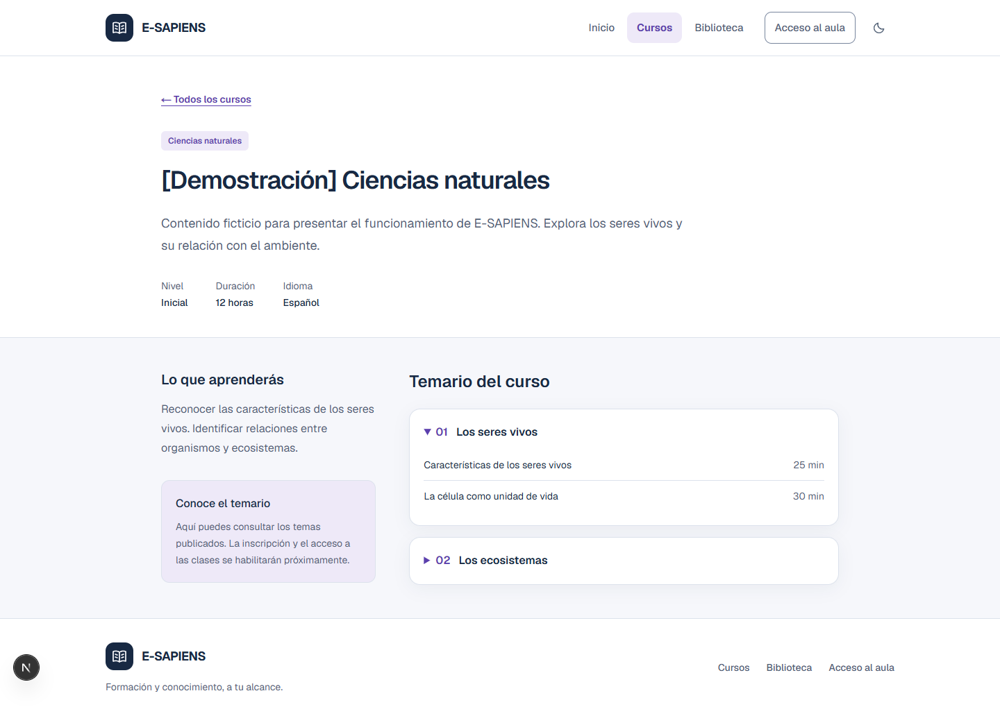 E-SAPIENS
Inicio
Cursos
Biblioteca
Acceso al aula
← Todos los cursos
Ciencias naturales
[Demostración] Ciencias naturales
Contenido ficticio para presentar el funcionamiento de E-SAPIENS. Explora los seres vivos y
su relación con el ambiente.
Nivel
Inicial
Duración
12 horas
Idioma
Español
Lo que aprenderás
Reconocer las características de los seres
vivos. Identificar relaciones entre
organismos y ecosistemas.
Conoce el temario
Aquí puedes consultar los temas
publicados. La inscripción y el acceso a
las clases se habilitarán próximamente.
Temario del curso
▼ 01 Los seres vivos
Características de los seres vivos 25 min
La célula como unidad de vida 30 min
▶ 02 Los ecosistemas
E-SAPIENS
Formación y conocimiento, a tu alcance.
Cursos
Biblioteca
Acceso al aula
N